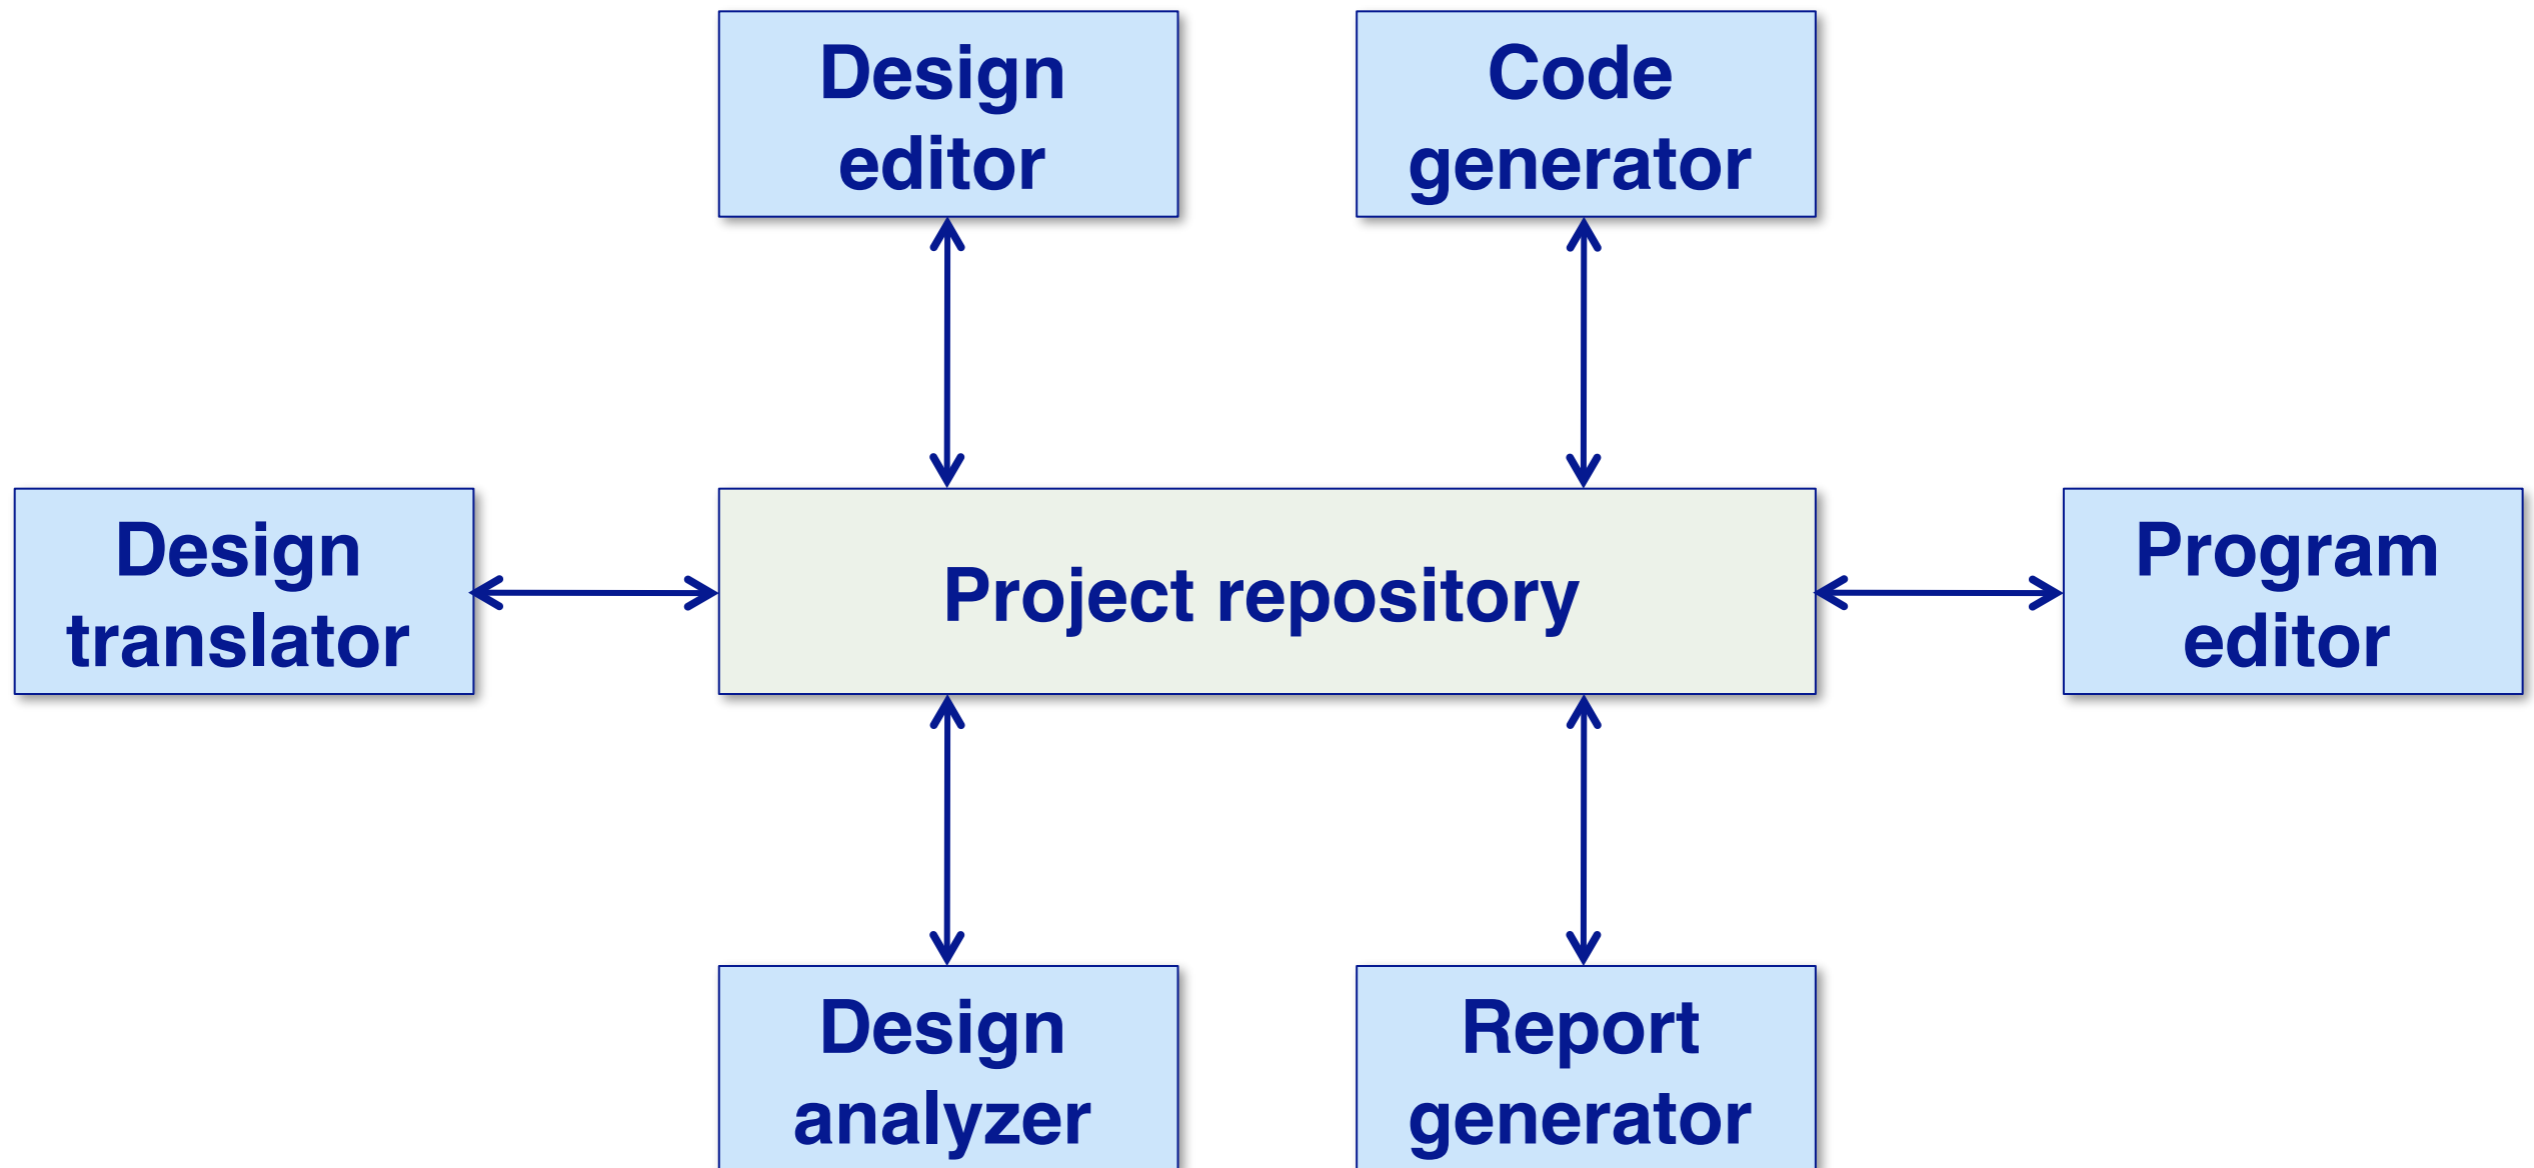 Design
editor
Code
generator
Design
translator
Project repository
Program
editor
Design
analyzer
Report
generator